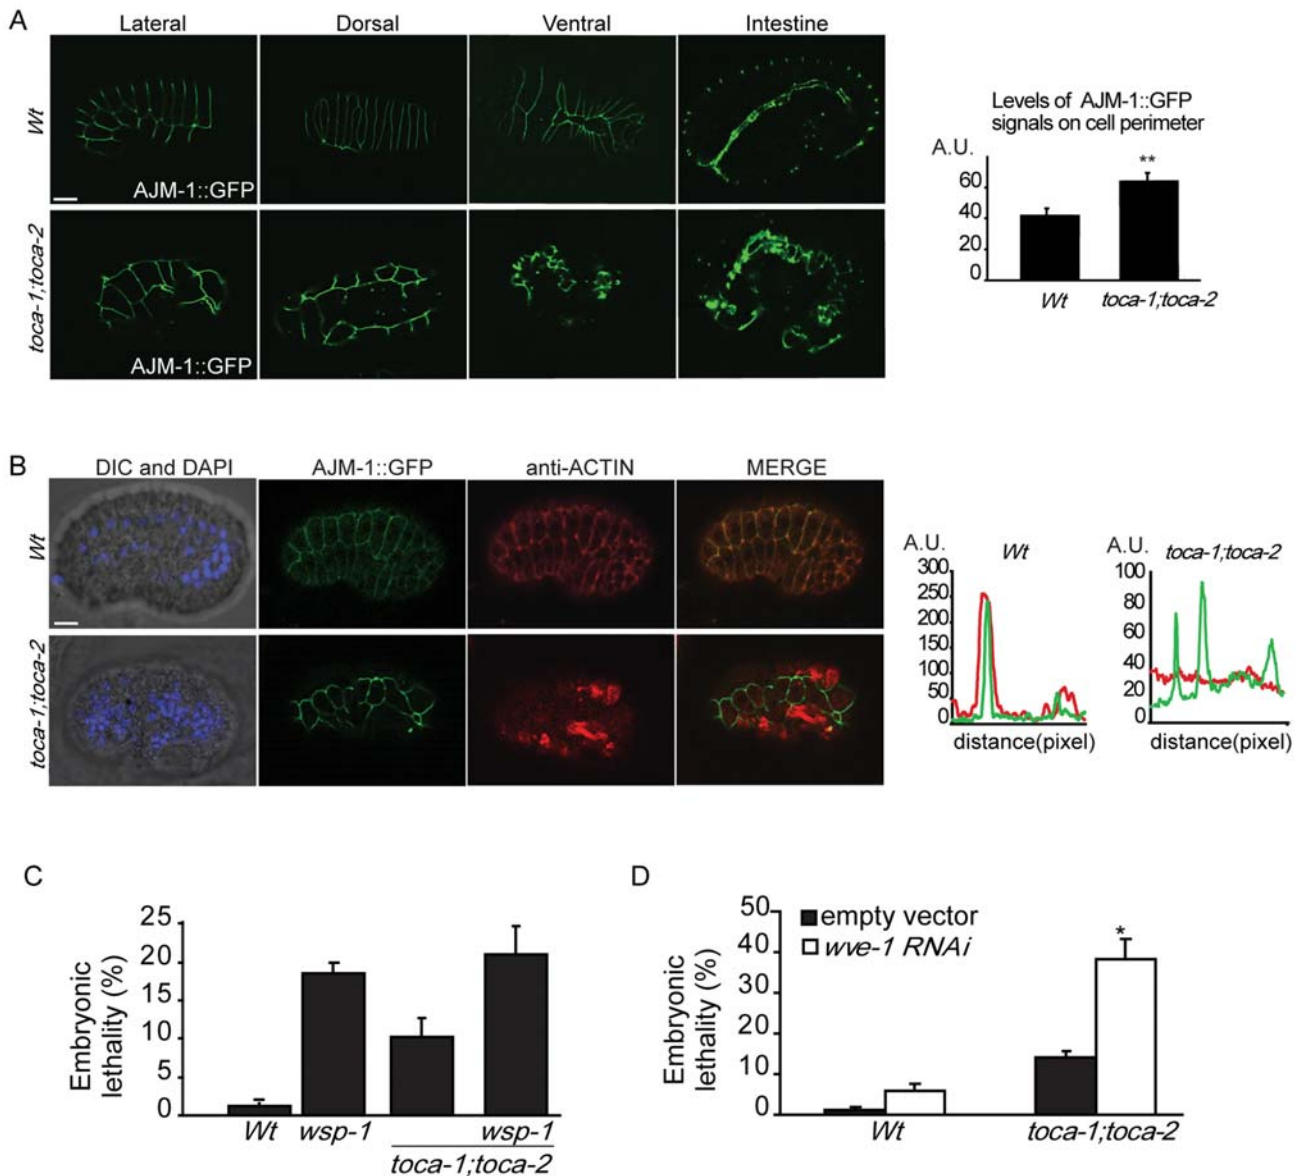 A
Lateral Dorsal Ventral Intestine
Wt
AJM-1::GFP
toca-1;toca-2
AJM-1::GFP
Levels of AJM-1::GFP
signals on cell perimeter
A.U.
60
40
20
0
Wt toca-1;toca-2
**
B
DIC and DAPI AJM-1::GFP anti-ACTIN MERGE
Wt
toca-1;toca-2
A.U. Wt
300
250
200
150
100
50
0
distance(pixel)
A.U. toca-1;toca-2
100
80
60
40
20
0
distance(pixel)
C
Embryonic
lethality (%)
25
20
15
10
5
0
Wt wsp-1 wsp-1
toca-1;toca-2
D
Embryonic
lethality (%)
50
40
30
20
10
0
empty vector
wve-1 RNAi
*
Wt toca-1;toca-2